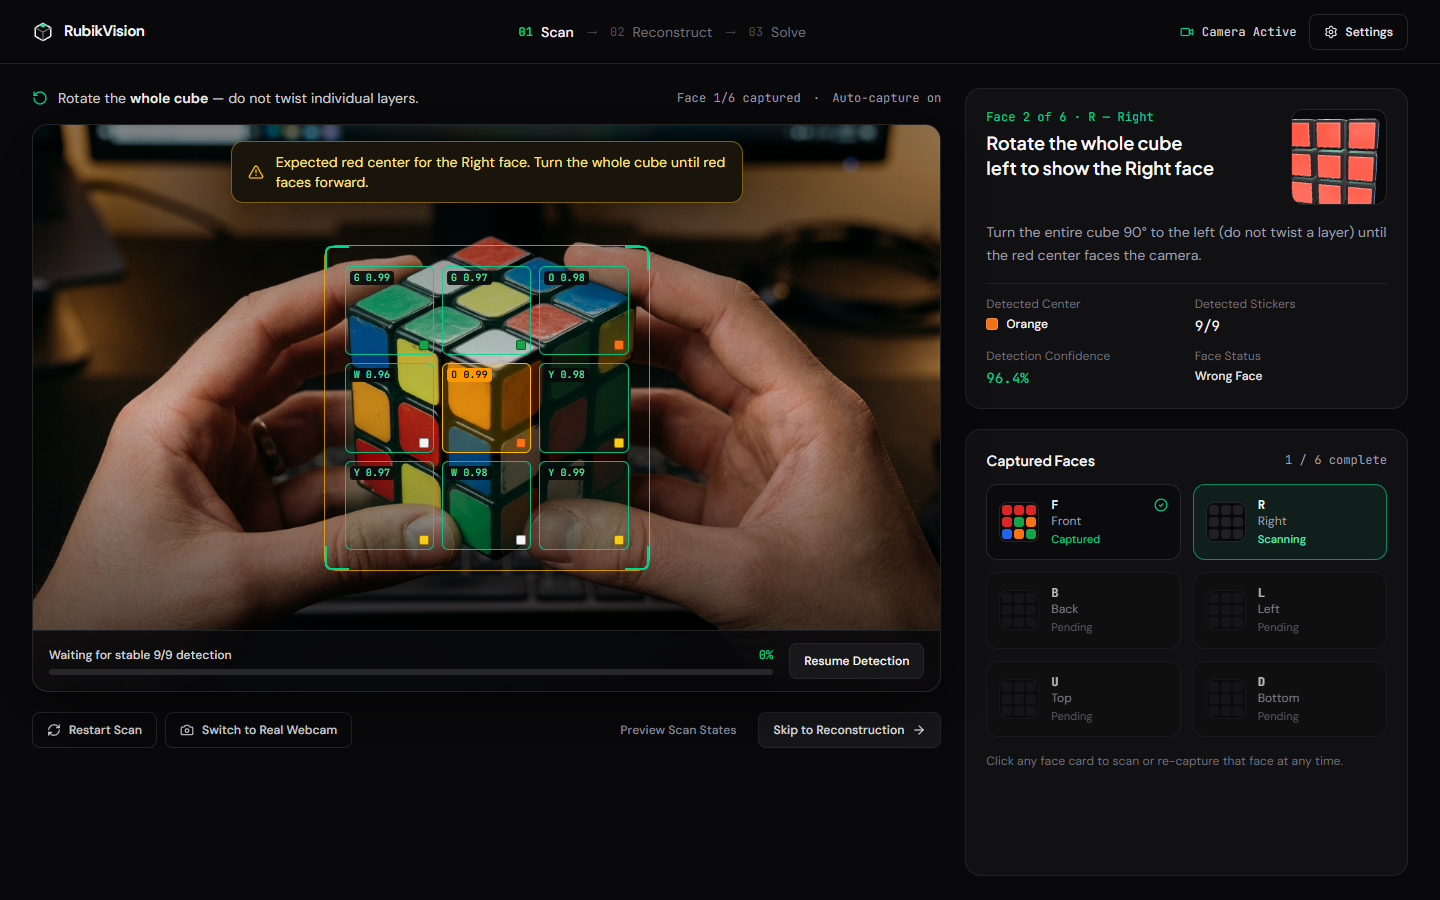 RubikVision
01 Scan → 02 Reconstruct → 03 Solve
Camera Active
Settings
Rotate the whole cube — do not twist individual layers.
Face 1/6 captured · Auto-capture on
Expected red center for the Right face. Turn the whole cube until red
faces forward.
G 0.99
G 0.97
O 0.98
W 0.96
O 0.99
Y 0.98
Y 0.97
W 0.98
Y 0.99
Waiting for stable 9/9 detection
0%
Resume Detection
Restart Scan
Switch to Real Webcam
Preview Scan States
Skip to Reconstruction →
Face 2 of 6 · R — Right
Rotate the whole cube
left to show the Right face
Turn the entire cube 90° to the left (do not twist a layer) until
the red center faces the camera.
Detected Center
Orange
Detected Stickers
9/9
Detection Confidence
96.4%
Face Status
Wrong Face
Captured Faces
1 / 6 complete
F
Front
Captured
R
Right
Scanning
B
Back
Pending
L
Left
Pending
U
Top
Pending
D
Bottom
Pending
Click any face card to scan or re-capture that face at any time.